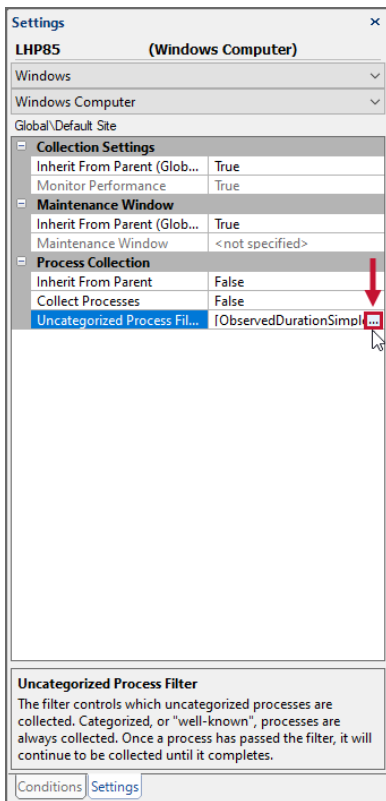 Settings
LHP85 (Windows Computer)
Windows
Windows Computer
Global\Default Site
Collection Settings
Inherit From Parent (Glob... True
Monitor Performance True
Maintenance Window
Inherit From Parent (Glob... True
Maintenance Window <not specified>
Process Collection
Inherit From Parent False
Collect Processes False
Uncategorized Process Fil... [ObservedDurationSimple ...
Uncategorized Process Filter
The filter controls which uncategorized processes are
collected. Categorized, or "well-known", processes are
always collected. Once a process has passed the filter, it will
continue to be collected until it completes.
Conditions Settings